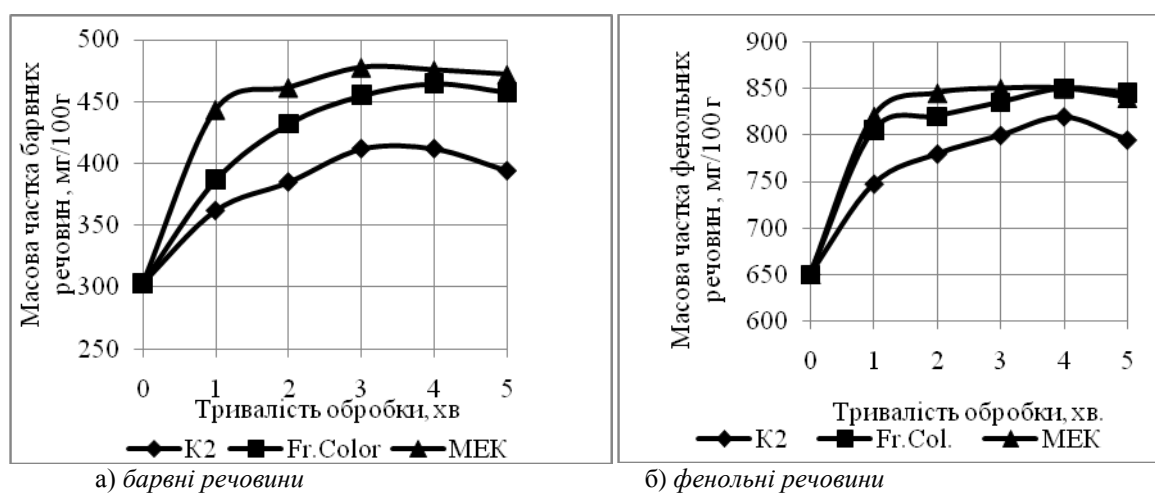 Масова частка барвних
речовин , мг/100г
500
450
400
350
300
250
0 1 2 3 4 5
Тривалість обробки, хв
К2 Fr.Color МЕК
а) барвні речовини
Масова частка фенольних
речовин , мг/100 г
900
850
800
750
700
650
600
0 1 2 3 4 5
Тривалість обробки, хв.
К2 Fr.Col. МЕК
б) фенольні речовини